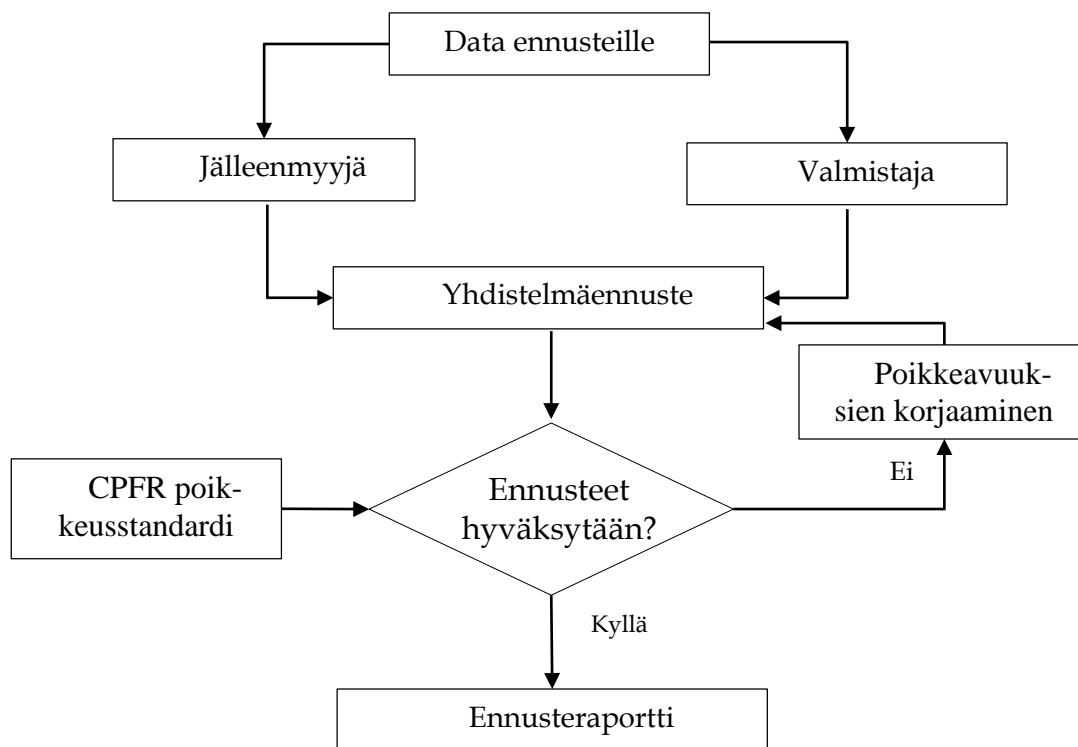 Data ennusteille
Jälleenmyyjä
Valmistaja
Yhdistelmäennuste
Poikkeavuuk-
sien korjaaminen
Ei
CPFR poik-
keusstandardi
Ennusteet
hyväksytään?
Kyllä
Ennusteraportti